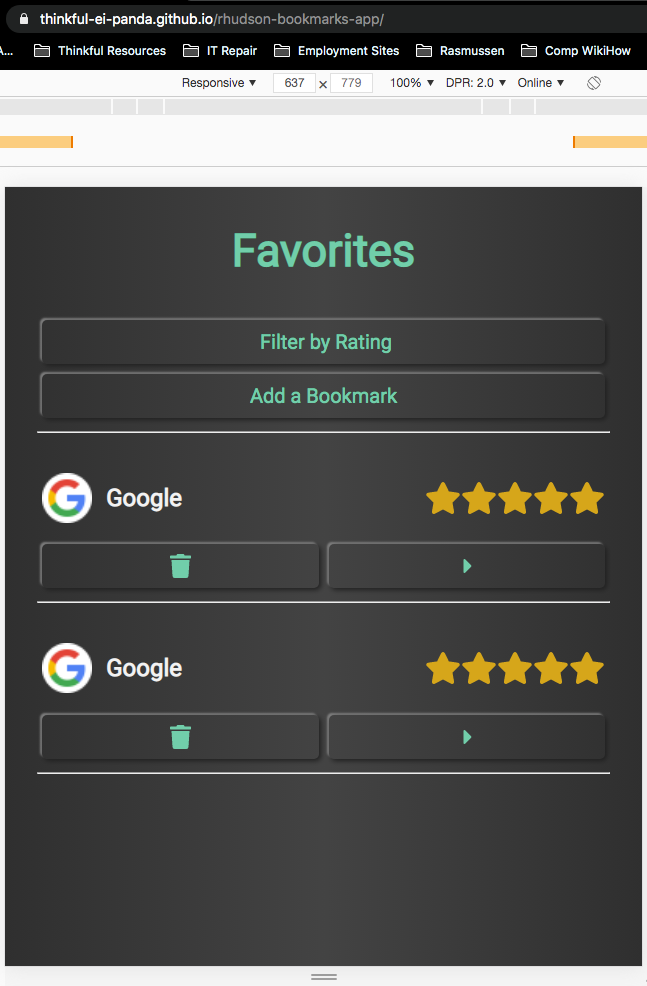 thinkful-ei-panda.github.io/rhudson-bookmarks-app/
A... Thinkful Resources IT Repair Employment Sites Rasmussen Comp WikiHow
Responsive ▼ 637 × 779 100% ▼ DPR: 2.0 ▼ Online ▼
Favorites
Filter by Rating
Add a Bookmark
Google
Google